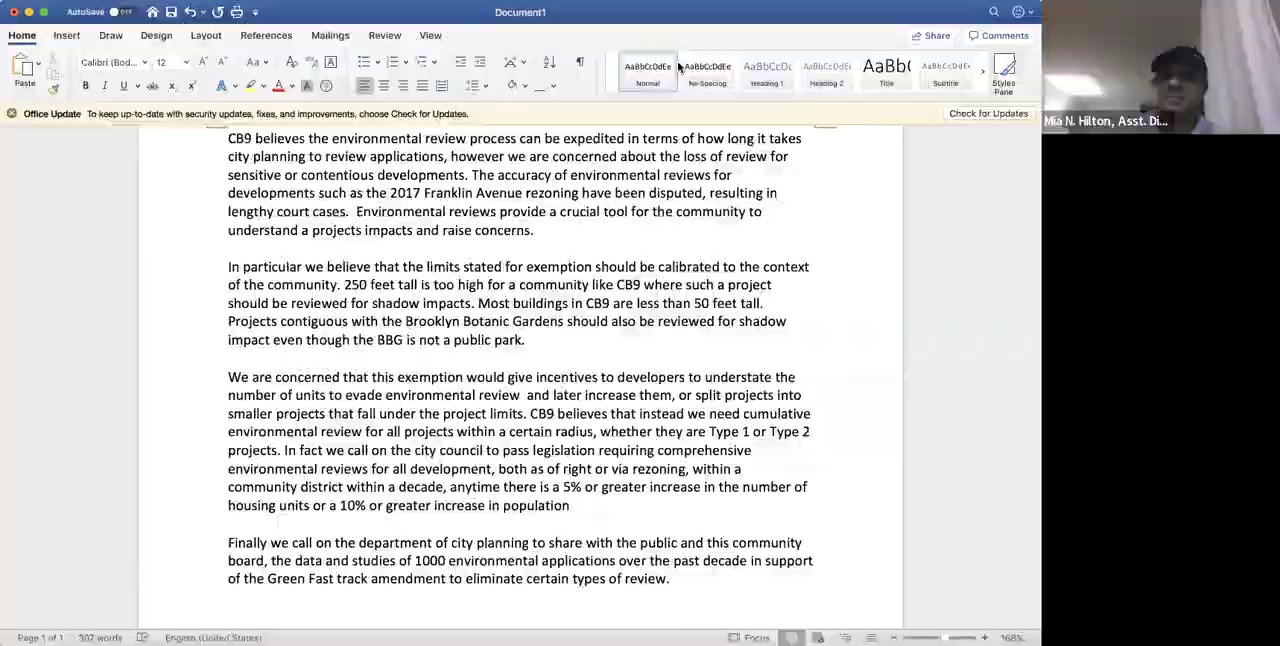 AutoSave OFF
Document1
Home Insert Draw Design Layout References Mailings Review View
Share Comments
Calibri (Bod... 12
Paste
AaBbCcDdEe AaBbCcDdEe AaBbCcDc AaBbCcDdEe AaBb( AaBbCcDdEe
Normal No Spacing Heading 1 Heading 2 Title Subtitle
Styles
Pane
Office Update To keep up-to-date with security updates, fixes, and improvements, choose Check for Updates.
Check for Updates
Mia N. Hilton, Asst. Di...
CB9 believes the environmental review process can be expedited in terms of how long it takes
city planning to review applications, however we are concerned about the loss of review for
sensitive or contentious developments. The accuracy of environmental reviews for
developments such as the 2017 Franklin Avenue rezoning have been disputed, resulting in
lengthy court cases.  Environmental reviews provide a crucial tool for the community to
understand a projects impacts and raise concerns.
In particular we believe that the limits stated for exemption should be calibrated to the context
of the community. 250 feet tall is too high for a community like CB9 where such a project
should be reviewed for shadow impacts. Most buildings in CB9 are less than 50 feet tall.
Projects contiguous with the Brooklyn Botanic Gardens should also be reviewed for shadow
impact even though the BBG is not a public park.
We are concerned that this exemption would give incentives to developers to understate the
number of units to evade environmental review  and later increase them, or split projects into
smaller projects that fall under the project limits. CB9 believes that instead we need cumulative
environmental review for all projects within a certain radius, whether they are Type 1 or Type 2
projects. In fact we call on the city council to pass legislation requiring comprehensive
environmental reviews for all development, both as of right or via rezoning, within a
community district within a decade, anytime there is a 5% or greater increase in the number of
housing units or a 10% or greater increase in population
Finally we call on the department of city planning to share with the public and this community
board, the data and studies of 1000 environmental applications over the past decade in support
of the Green Fast track amendment to eliminate certain types of review.
Page 1 of 1 307 words English (United States) Focus 168%